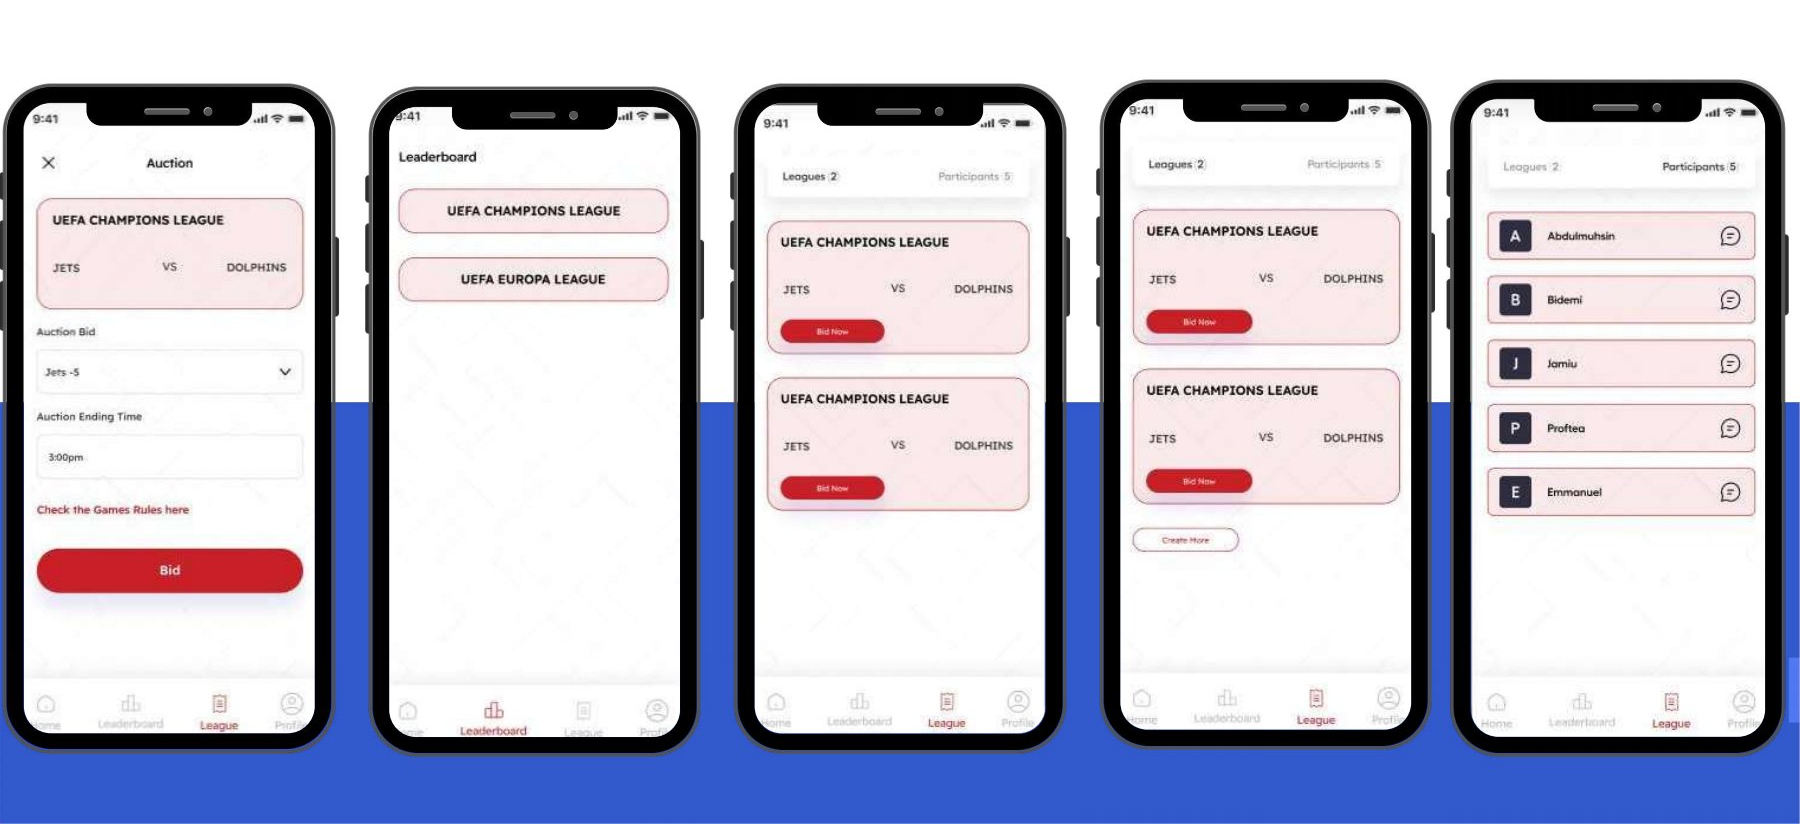 9:41
Auction
UEFA CHAMPIONS LEAGUE
JETS VS DOLPHINS
Auction Bid
Jets -5
Auction Ending Time
3:00pm
Check the Games Rules here
Bid
ome Leaderboard League Profile
9:41
Leaderboard
UEFA CHAMPIONS LEAGUE
UEFA EUROPA LEAGUE
me Leaderboard League Profi
9:41
Leagues (2) Participants (5)
UEFA CHAMPIONS LEAGUE
JETS VS DOLPHINS
Bid Now
UEFA CHAMPIONS LEAGUE
JETS VS DOLPHINS
Bid Now
Home Leaderboard League Profile
9:41
Leagues (2) Participants 5
UEFA CHAMPIONS LEAGUE
JETS VS DOLPHINS
Bid Now
UEFA CHAMPIONS LEAGUE
JETS VS DOLPHINS
Bid Now
Create More
ome Leaderboard League Profile
9:41
Leagues (2) Participants (5)
A Abdulmuhsin
B Bidemi
J Jamiu
P Proftea
E Emmanuel
Home Leaderboard League Profile